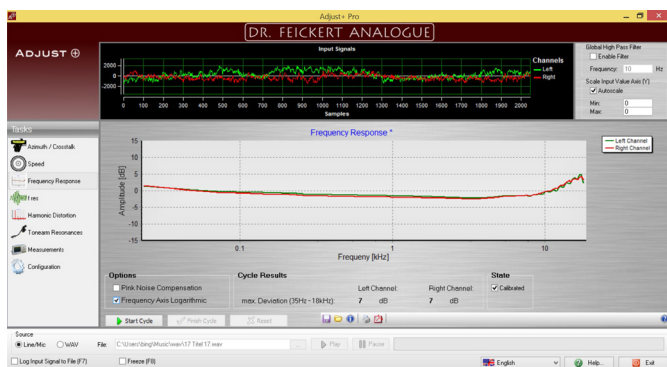 Adjust+ Pro
DR. FEICKERT ANALOGUE
ADJUST
Input Signals
2000
0
-2000
0 100 200 300 400 500 600 700 800 900 1000 1100 1200 1300 1400 1500 1600 1700 1800 1900 2000
Samples
Channels
Left
Right
Global High Pass Filter
Enable Filter
Frequency: 10 Hz
Scale Input Value Axis [Y]
Autoscale
Min: 0
Max: 0
Tasks
Azimuth / Crosstalk
Speed
Frequency Response
f res
Harmonic Distortion
Tonearm Resonances
Measurements
Configuration
Frequency Response *
Left Channel
Right Channel
Amplitude [dB]
15
10
5
0
-5
-10
-15
0.1 1 10
Frequeny [kHz]
Options
Pink Noise Compensation
Frequency Axis Logarithmic
Cycle Results
Left Channel: Right Channel:
max. Deviation (35Hz - 18kHz): 7 dB 7 dB
State
Calibrated
Start Cycle Finish Cycle Reset
Source
Line/Mic WAV File: C:\Users\bing\Music\wav\17 Titel 17.wav ... Play Pause
Log Input Signal to File (F7) Freeze (F8) English Help... Exit